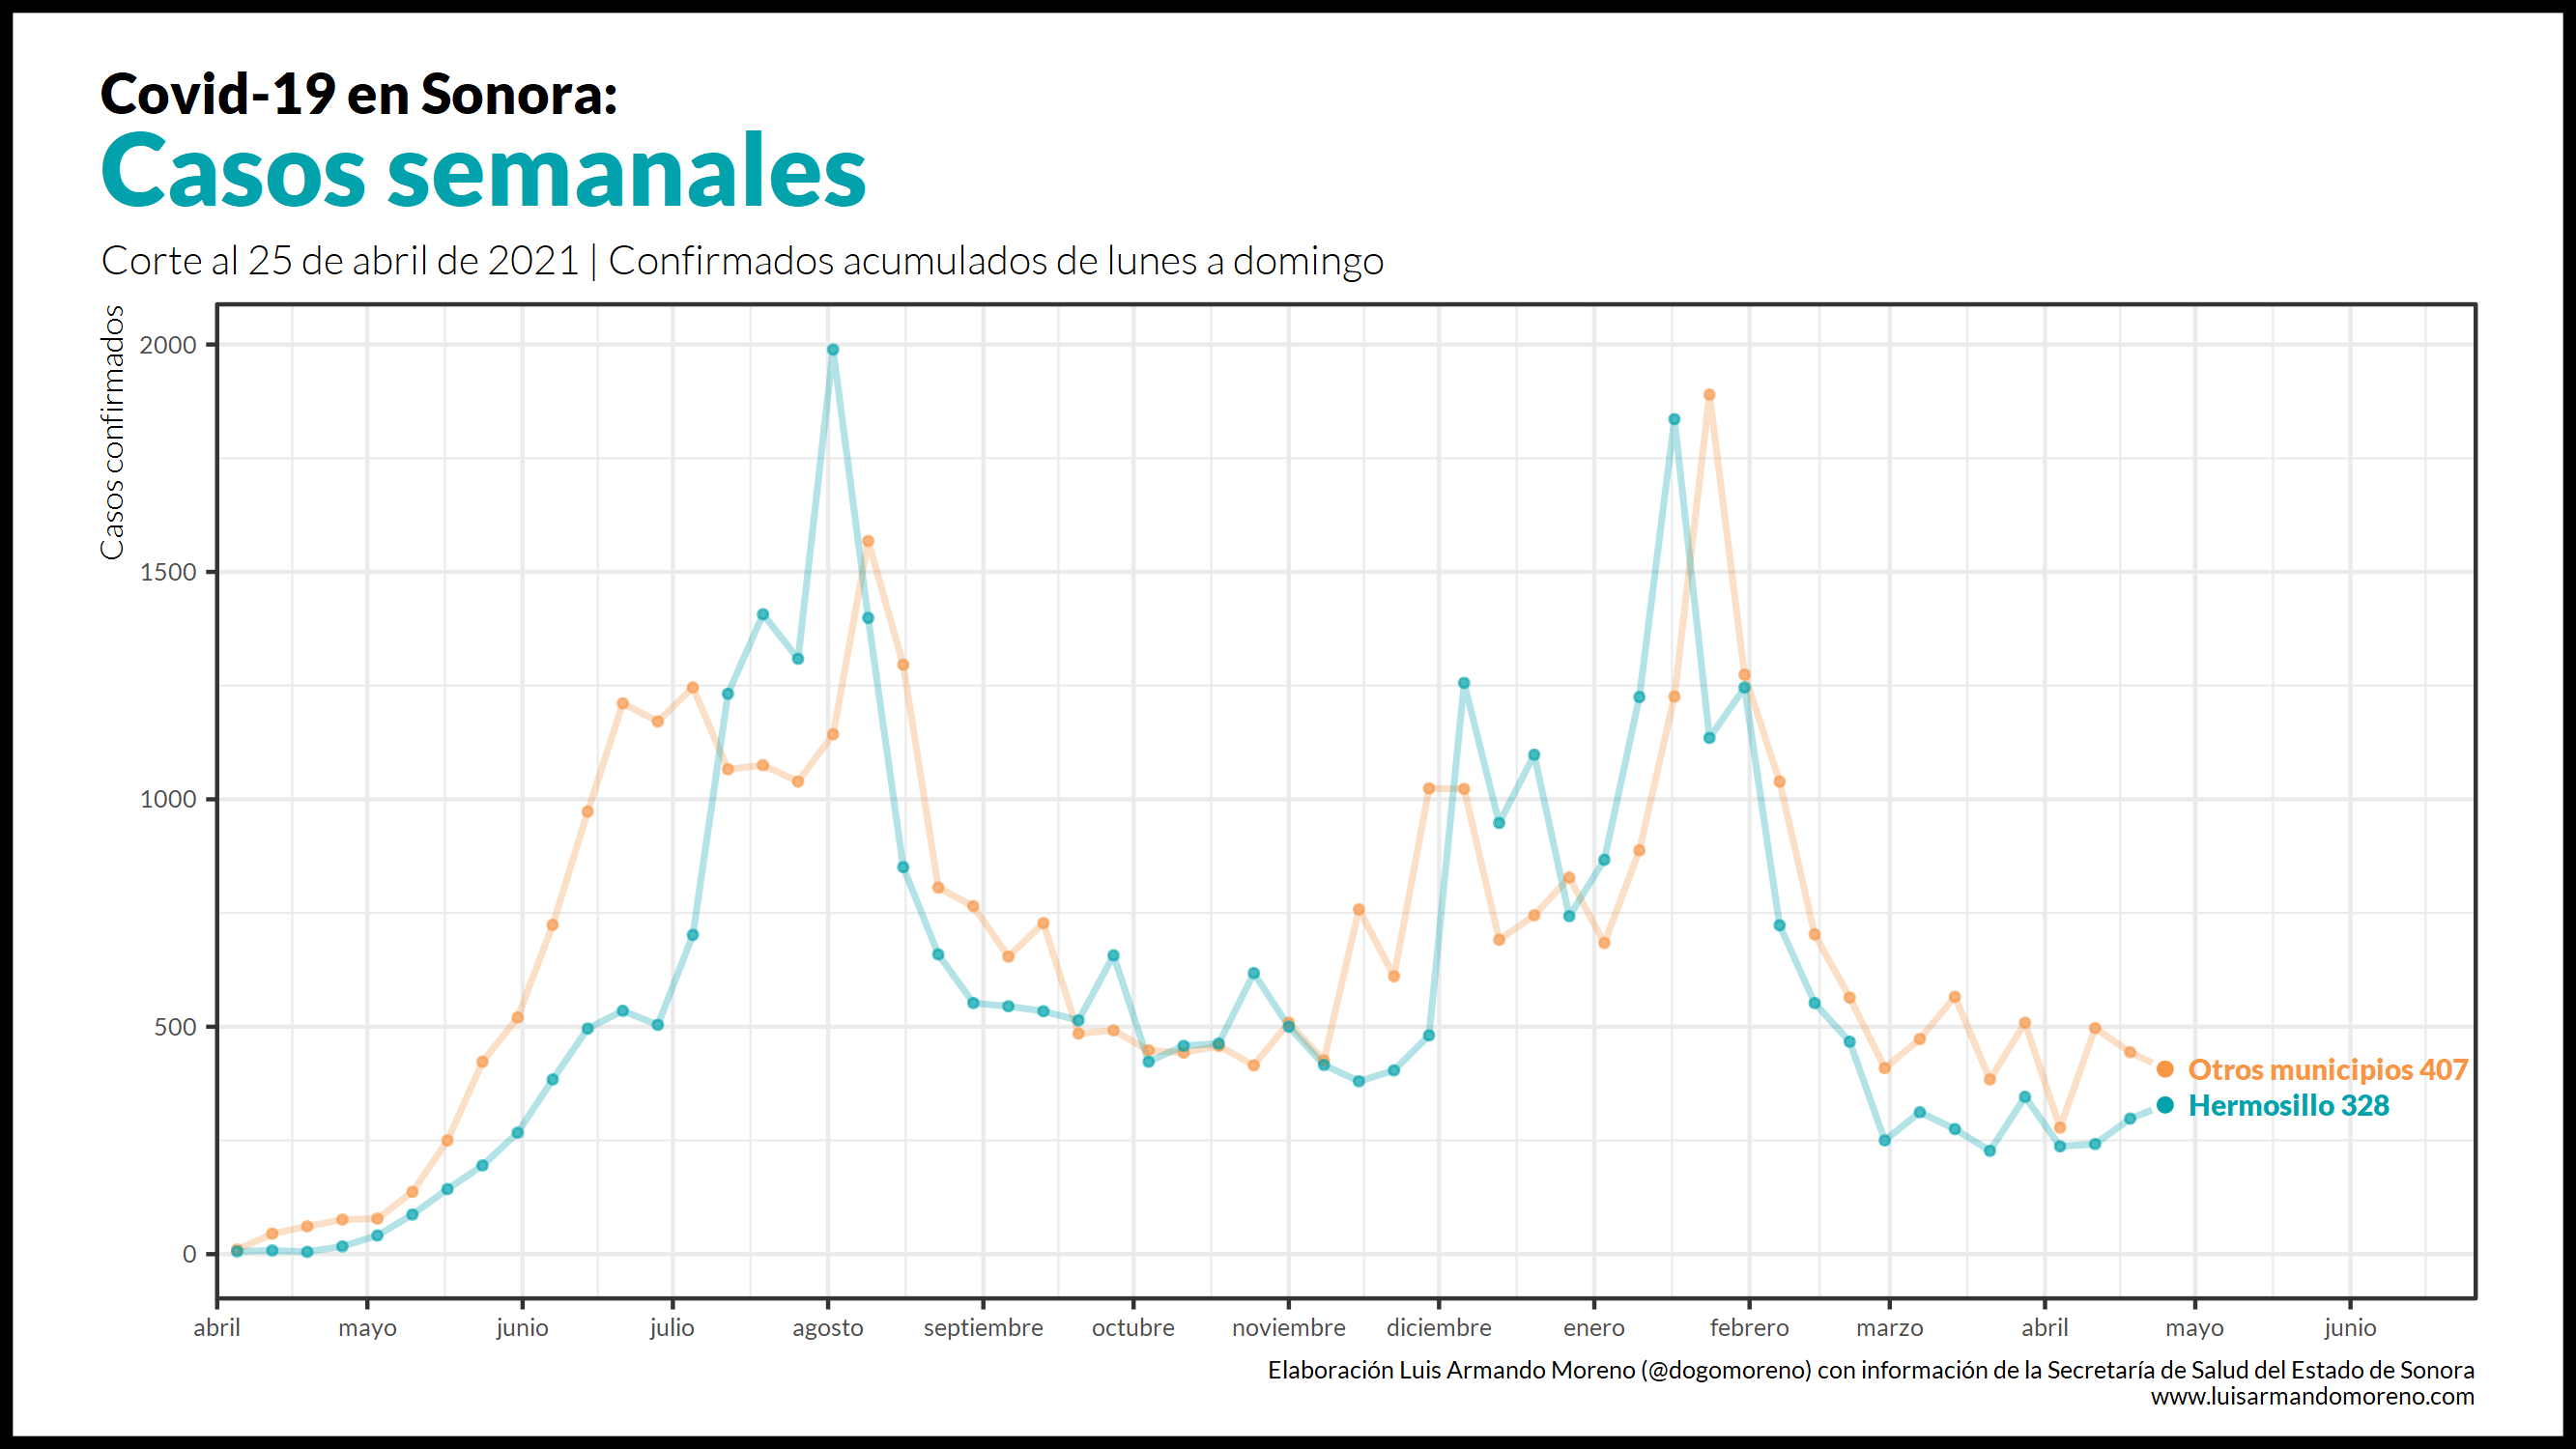 Covid-19 en Sonora:
Casos semanales
Corte al 25 de abril de 2021 | Confirmados acumulados de lunes a domingo
Casos confirmados
2000
1500
1000
500
0
Otros municipios 407
Hermosillo 328
abril mayo junio julio agosto septiembre octubre noviembre diciembre enero febrero marzo abril mayo junio
Elaboración Luis Armando Moreno (@dogomoreno) con información de la Secretaría de Salud del Estado de Sonora
www.luisarmandomoreno.com